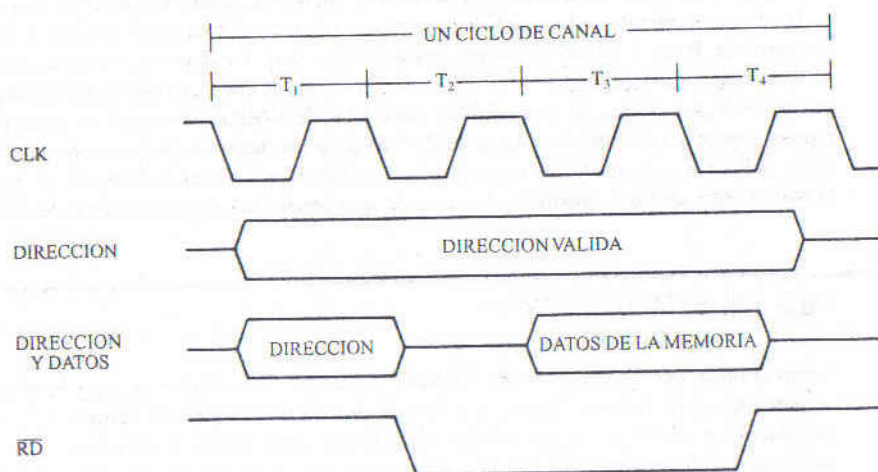 UN CICLO DE CANAL
T₁ T₂ T₃ T₄
CLK
DIRECCION
DIRECCION VALIDA
DIRECCION
Y DATOS
DIRECCION
DATOS DE LA MEMORIA
R̅D̅